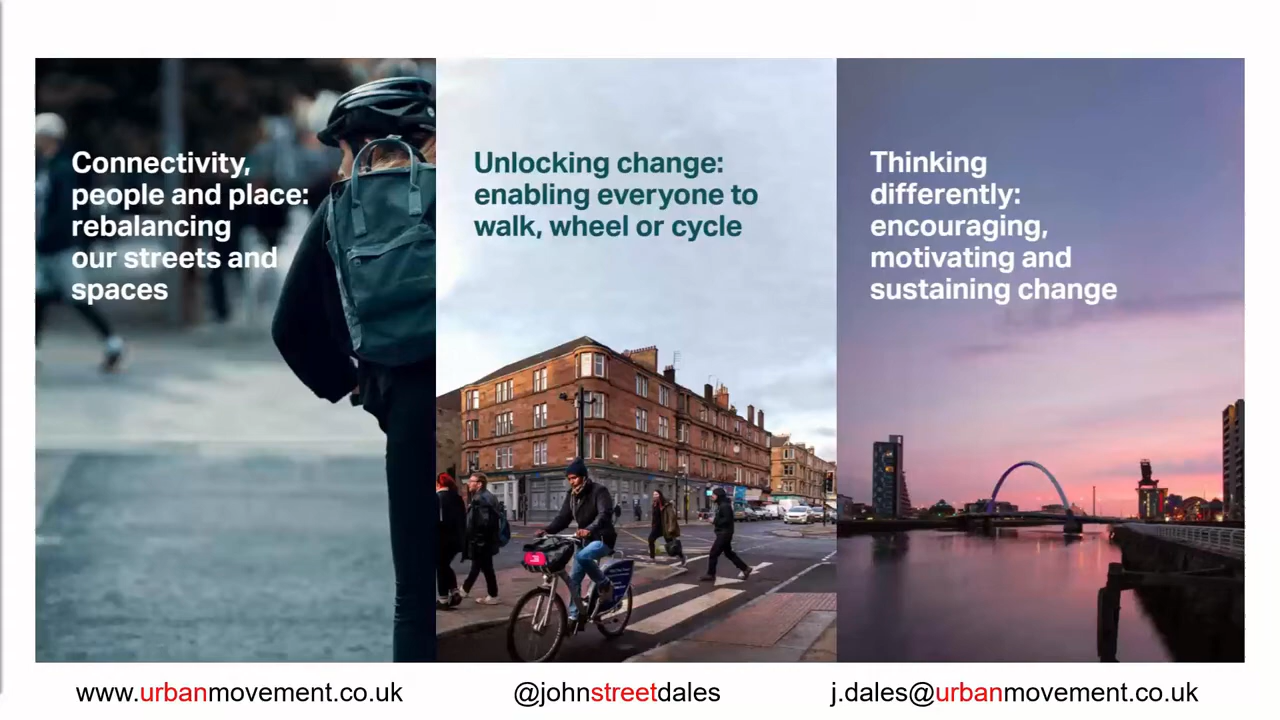 Connectivity,
people and place:
rebalancing
our streets and
spaces
Unlocking change:
enabling everyone to
walk, wheel or cycle
Thinking
differently:
encouraging,
motivating and
sustaining change
www.urbanmovement.co.uk
@johnstreetdales
j.dales@urbanmovement.co.uk